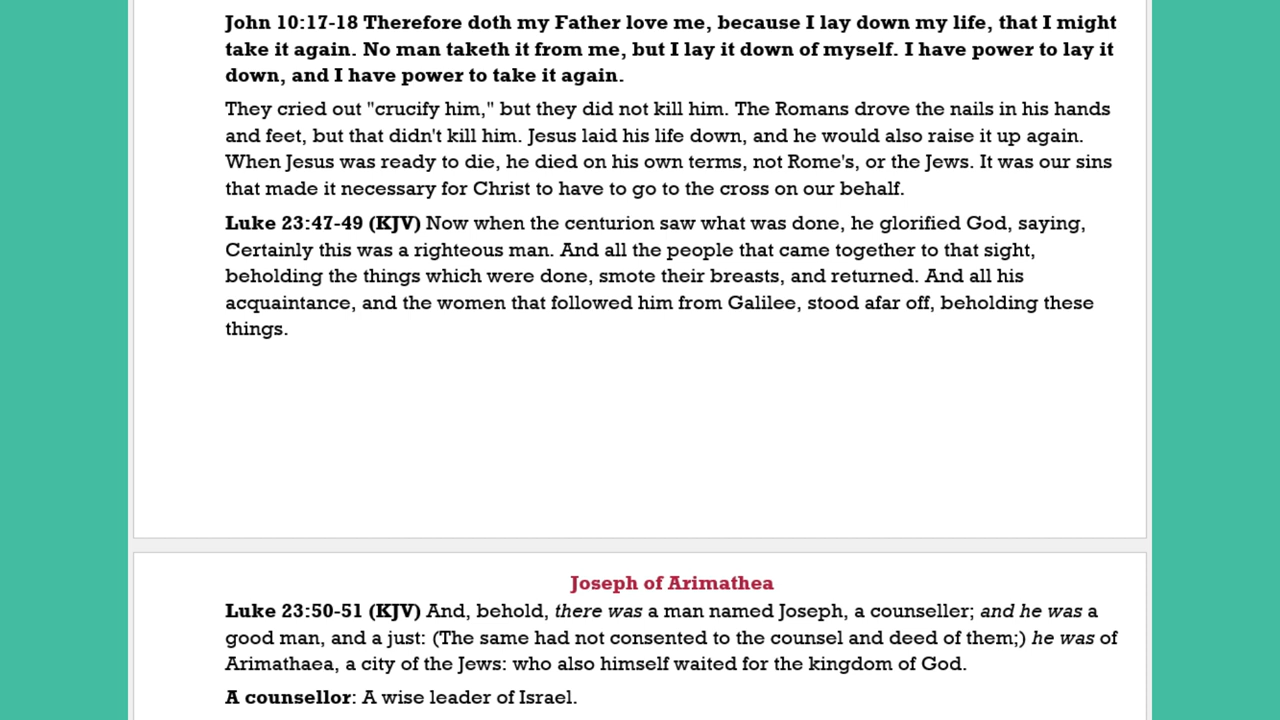 John 10:17-18 Therefore doth my Father love me, because I lay down my life, that I might
take it again. No man taketh it from me, but I lay it down of myself. I have power to lay it
down, and I have power to take it again.
They cried out "crucify him," but they did not kill him. The Romans drove the nails in his hands
and feet, but that didn't kill him. Jesus laid his life down, and he would also raise it up again.
When Jesus was ready to die, he died on his own terms, not Rome's, or the Jews. It was our sins
that made it necessary for Christ to have to go to the cross on our behalf.
Luke 23:47-49 (KJV) Now when the centurion saw what was done, he glorified God, saying,
Certainly this was a righteous man. And all the people that came together to that sight,
beholding the things which were done, smote their breasts, and returned. And all his
acquaintance, and the women that followed him from Galilee, stood afar off, beholding these
things.
Joseph of Arimathea
Luke 23:50-51 (KJV) And, behold, there was a man named Joseph, a counseller; and he was a
good man, and a just: (The same had not consented to the counsel and deed of them;) he was of
Arimathaea, a city of the Jews: who also himself waited for the kingdom of God.
A counsellor: A wise leader of Israel.